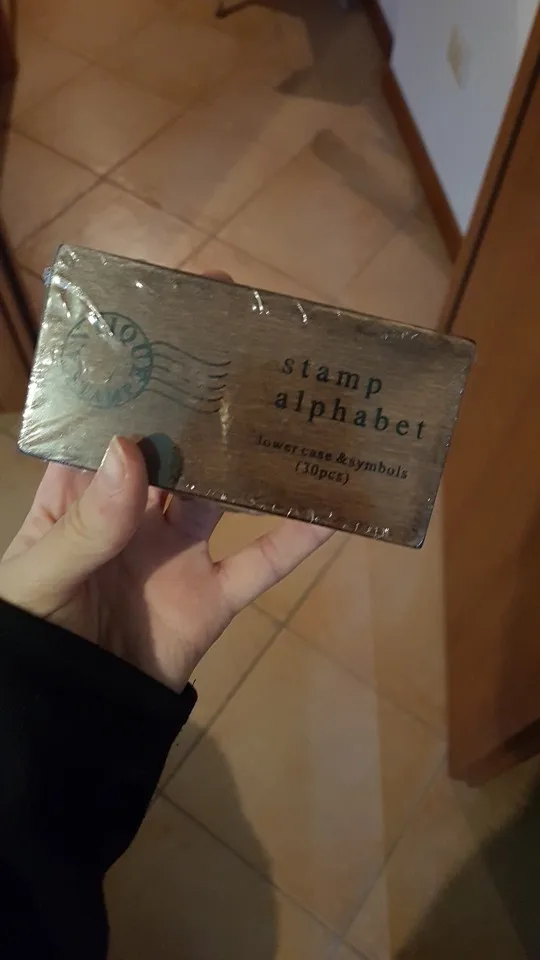 stamp
alphabet
lower case & symbols
(30pcs)